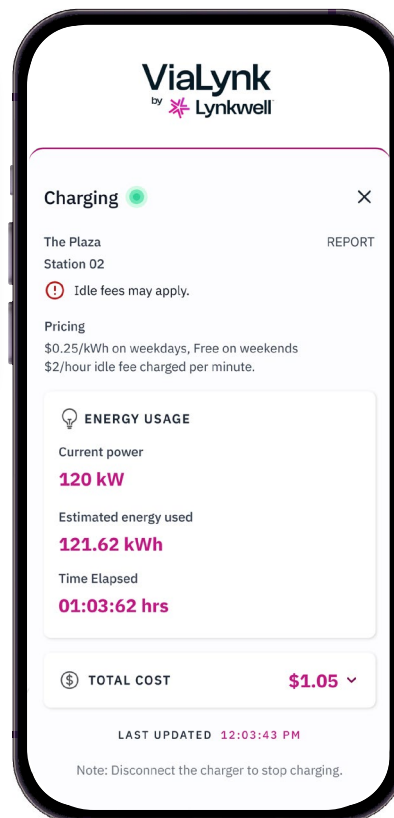 ViaLynk
by Lynkwell
Charging
The Plaza
REPORT
Station 02
Idle fees may apply.
Pricing
$0.25/kWh on weekdays, Free on weekends
$2/hour idle fee charged per minute.
ENERGY USAGE
Current power
120 kW
Estimated energy used
121.62 kWh
Time Elapsed
01:03:62 hrs
TOTAL COST $1.05
LAST UPDATED 12:03:43 PM
Note: Disconnect the charger to stop charging.